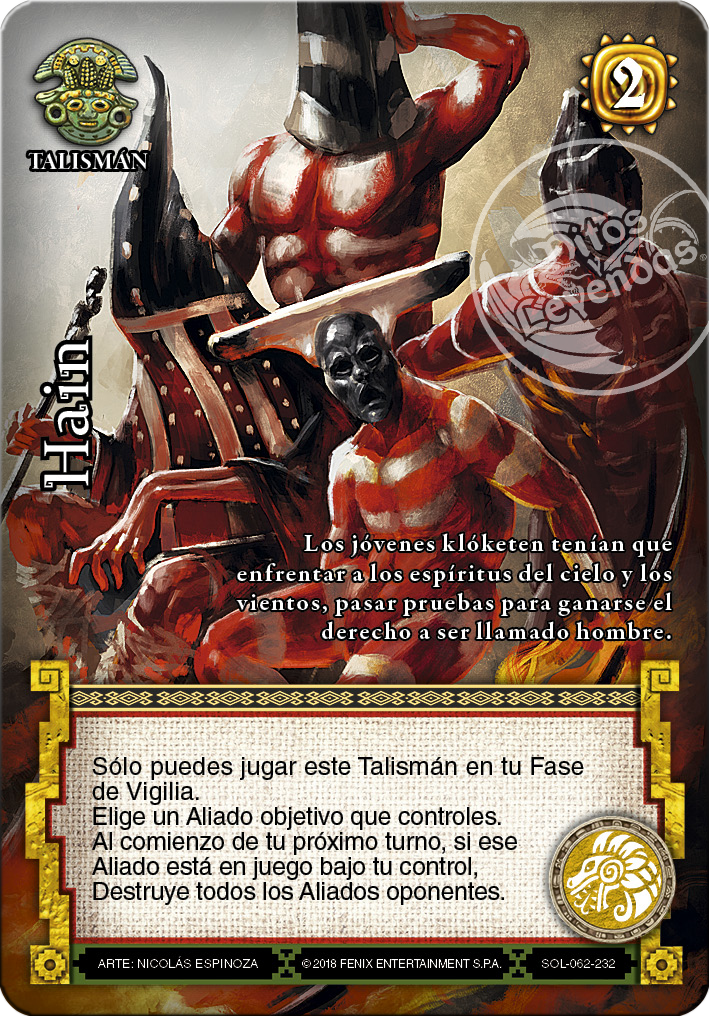 2
TALISMÁN
Mitos
y
Leyendas
Hain
Los jóvenes klóketen tenían que
enfrentar a los espíritus del cielo y los
vientos, pasar pruebas para ganarse el
derecho a ser llamado hombre.
Sólo puedes jugar este Talismán en tu Fase
de Vigilia.
Elige un Aliado objetivo que controles.
Al comienzo de tu próximo turno, si ese
Aliado está en juego bajo tu control,
Destruye todos los Aliados oponentes.
ARTE: NICOLÁS ESPINOZA
©2018 FENIX ENTERTAINMENT S.P.A.
SOL-062-232